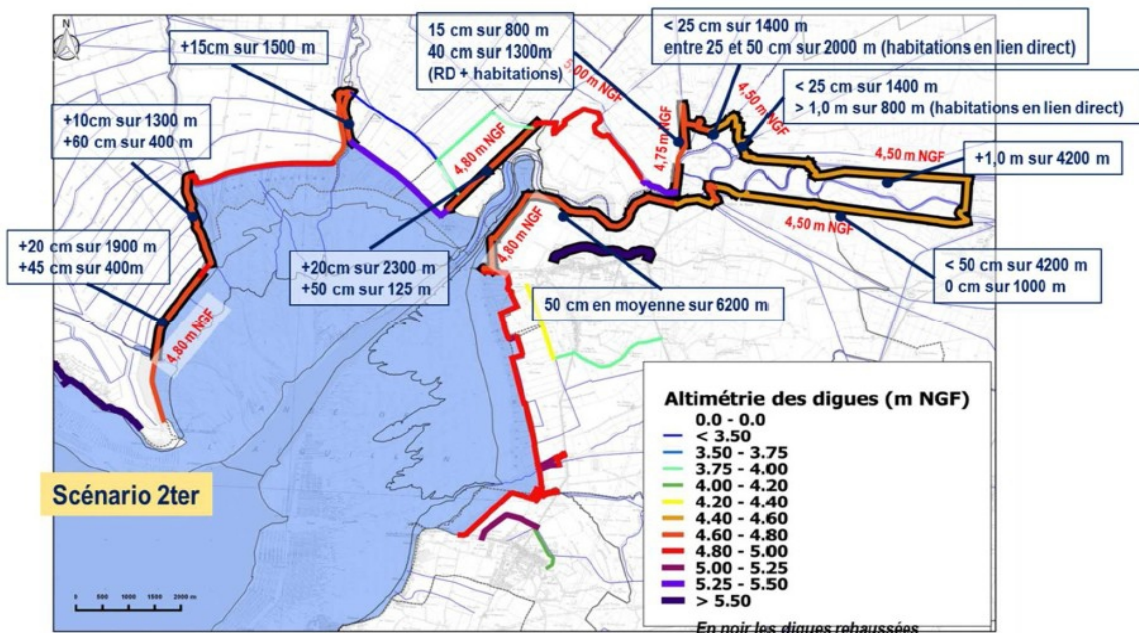 +15cm sur 1500 m
15 cm sur 800 m
40 cm sur 1300m
(RD + habitations)
< 25 cm sur 1400 m
entre 25 et 50 cm sur 2000 m (habitations en lien direct)
< 25 cm sur 1400 m
> 1,0 m sur 800 m (habitations en lien direct)
+10cm sur 1300 m
+60 cm sur 400 m
5,00 m NGF
4,50 m NGF
4,80 m NGF
4,75 m NGF
4,50 m NGF
+1,0 m sur 4200 m
4,50 m NGF
+20 cm sur 1900 m
+45 cm sur 400m
4,80 m NGF
+20cm sur 2300 m
+50 cm sur 125 m
4,80 m NGF
50 cm en moyenne sur 6200 m
< 50 cm sur 4200 m
0 cm sur 1000 m
Scénario 2ter
Altimétrie des digues (m NGF)
0.0 - 0.0
< 3.50
3.50 - 3.75
3.75 - 4.00
4.00 - 4.20
4.20 - 4.40
4.40 - 4.60
4.60 - 4.80
4.80 - 5.00
5.00 - 5.25
5.25 - 5.50
> 5.50
En noir les digues rehaussées
N
0 500 1000 1500 2000 m